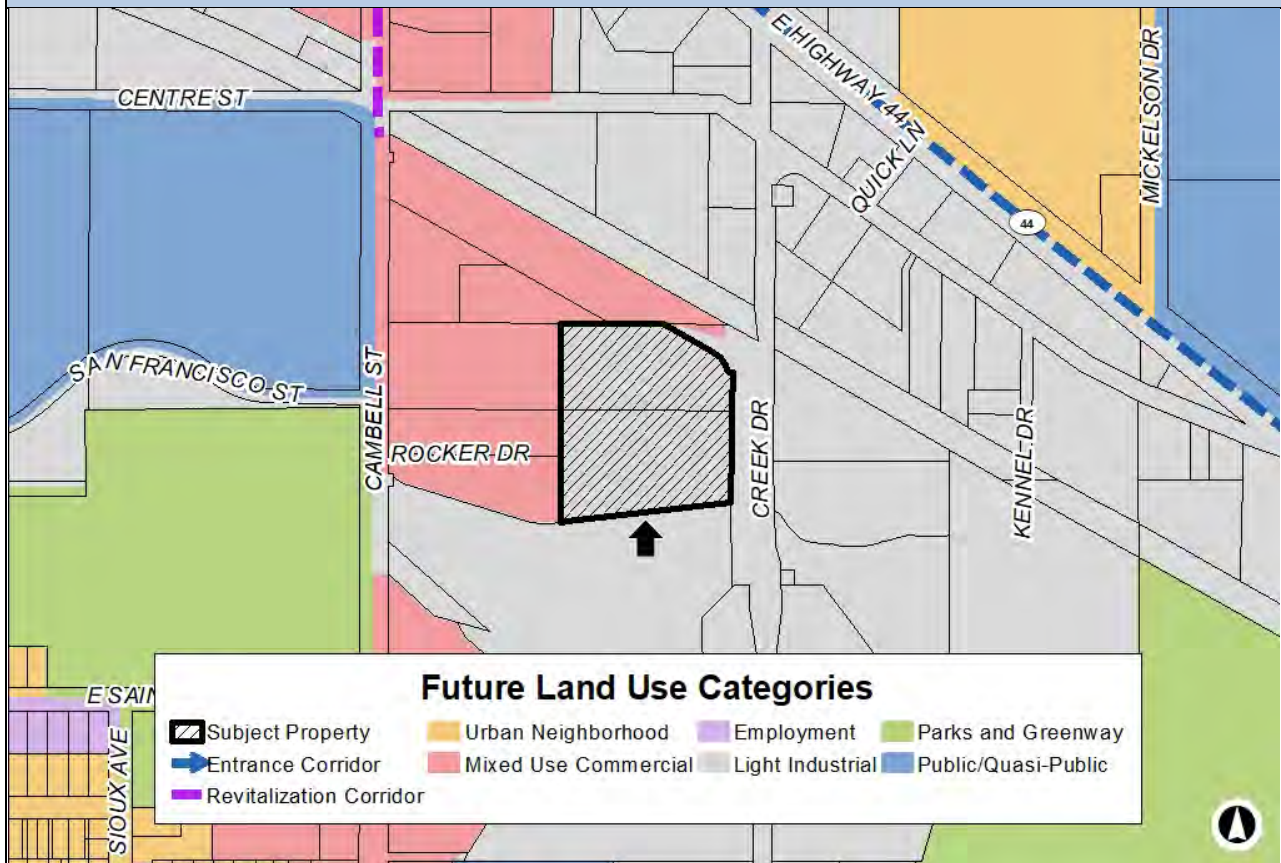 CENTRE ST
E HIGHWAY 44
QUICK LN
MICKELSON DR
44
SAN FRANCISCO ST
CAMBELL ST
ROCKER DR
CREEK DR
KENNEL DR
E SAIN
SIOUX AVE
Future Land Use Categories
Subject Property
Urban Neighborhood
Employment
Parks and Greenway
Entrance Corridor
Mixed Use Commercial
Light Industrial
Public/Quasi-Public
Revitalization Corridor